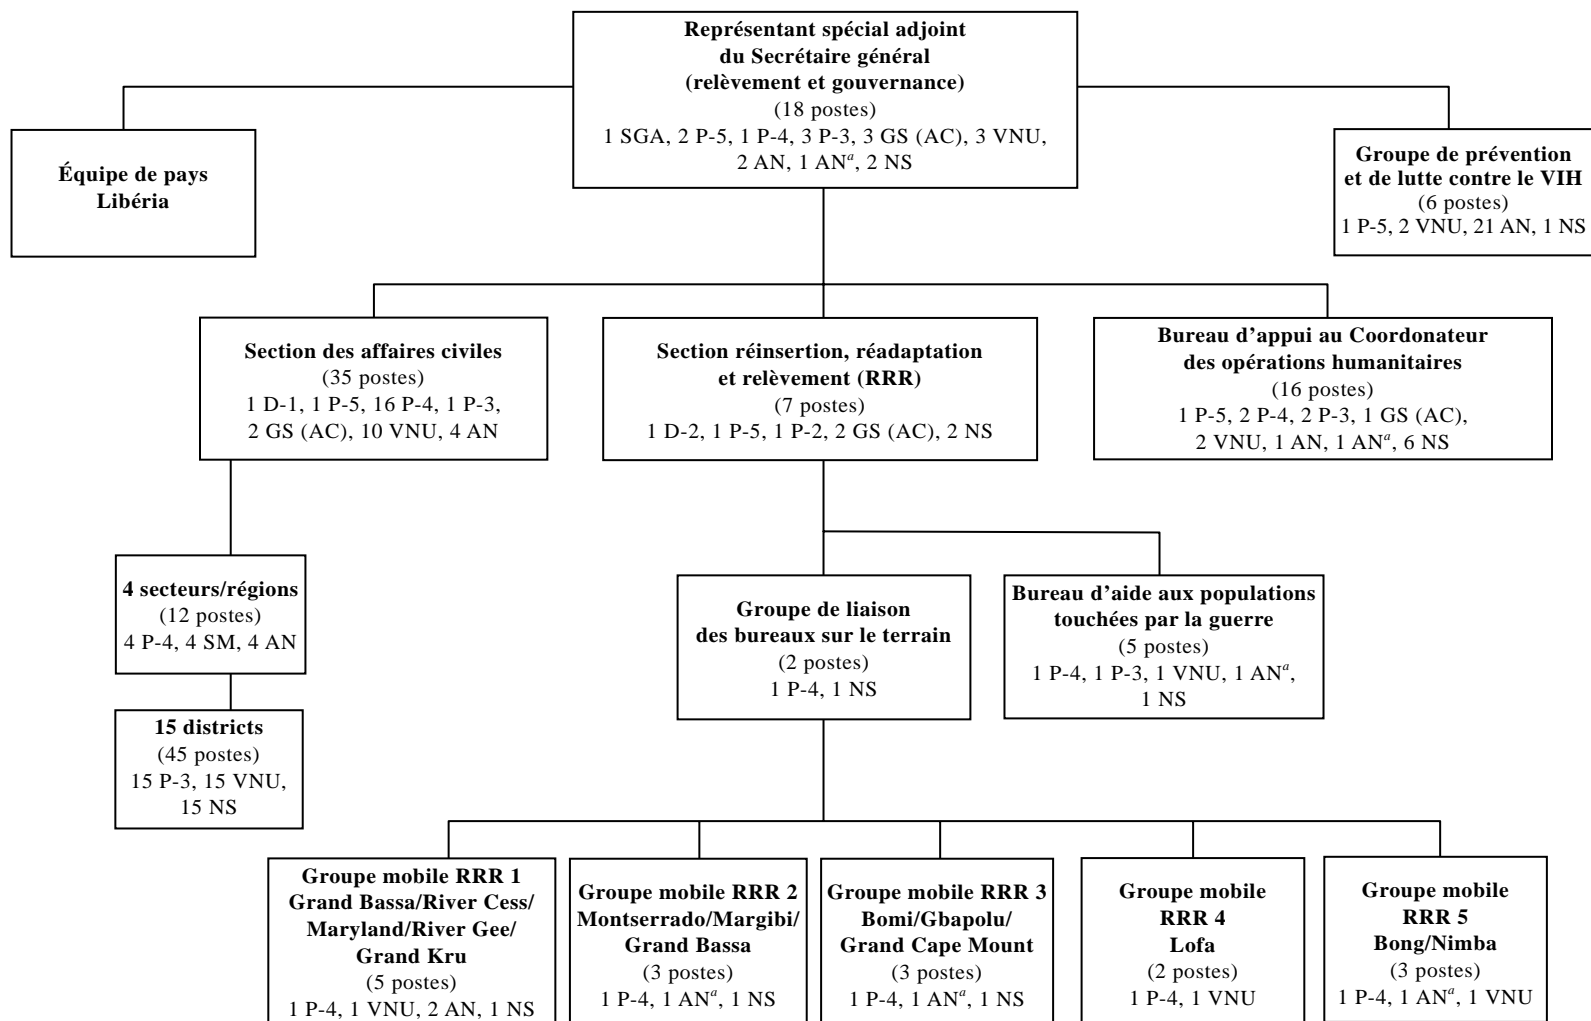 Représentant spécial adjoint
du Secrétaire général
(relèvement et gouvernance)
(18 postes)
1 SGA, 2 P-5, 1 P-4, 3 P-3, 3 GS (AC), 3 VNU,
2 AN, 1 ANᵃ, 2 NS
Équipe de pays
Libéria
Groupe de prévention
et de lutte contre le VIH
(6 postes)
1 P-5, 2 VNU, 21 AN, 1 NS
Section des affaires civiles
(35 postes)
1 D-1, 1 P-5, 16 P-4, 1 P-3,
2 GS (AC), 10 VNU, 4 AN
Section réinsertion, réadaptation
et relèvement (RRR)
(7 postes)
1 D-2, 1 P-5, 1 P-2, 2 GS (AC), 2 NS
Bureau d’appui au Coordonateur
des opérations humanitaires
(16 postes)
1 P-5, 2 P-4, 2 P-3, 1 GS (AC),
2 VNU, 1 AN, 1 ANᵃ, 6 NS
4 secteurs/régions
(12 postes)
4 P-4, 4 SM, 4 AN
Groupe de liaison
des bureaux sur le terrain
(2 postes)
1 P-4, 1 NS
Bureau d’aide aux populations
touchées par la guerre
(5 postes)
1 P-4, 1 P-3, 1 VNU, 1 ANᵃ,
1 NS
15 districts
(45 postes)
15 P-3, 15 VNU,
15 NS
Groupe mobile RRR 1
Grand Bassa/River Cess/
Maryland/River Gee/
Grand Kru
(5 postes)
1 P-4, 1 VNU, 2 AN, 1 NS
Groupe mobile RRR 2
Montserrado/Margibi/
Grand Bassa
(3 postes)
1 P-4, 1 ANᵃ, 1 NS
Groupe mobile RRR 3
Bomi/Gbapolu/
Grand Cape Mount
(3 postes)
1 P-4, 1 ANᵃ, 1 NS
Groupe mobile
RRR 4
Lofa
(2 postes)
1 P-4, 1 VNU
Groupe mobile
RRR 5
Bong/Nimba
(3 postes)
1 P-4, 1 ANᵃ, 1 VNU